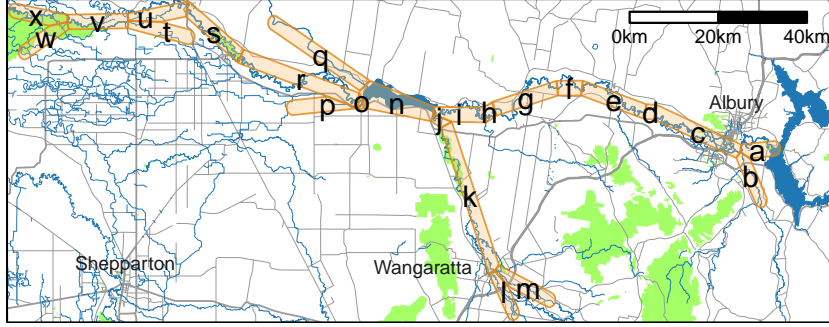 0km 20km 40km
x w v u t s
q r p o n
j i h g f e d c
Albury
a b
k
Shepparton
Wangaratta
l m